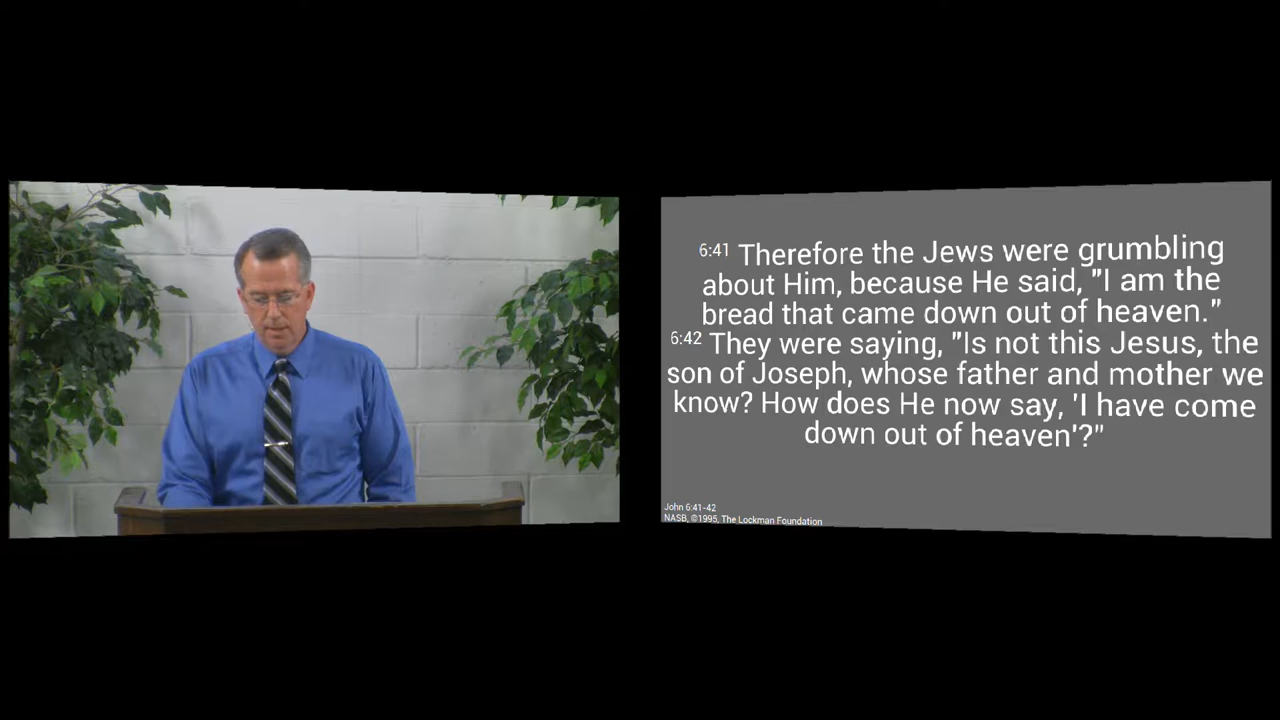 6:41 Therefore the Jews were grumbling
about Him, because He said, "I am the
bread that came down out of heaven."
6:42 They were saying, "Is not this Jesus, the
son of Joseph, whose father and mother we
know? How does He now say, 'I have come
down out of heaven'?"
John 6:41-42
NASB, ©1995, The Lockman Foundation